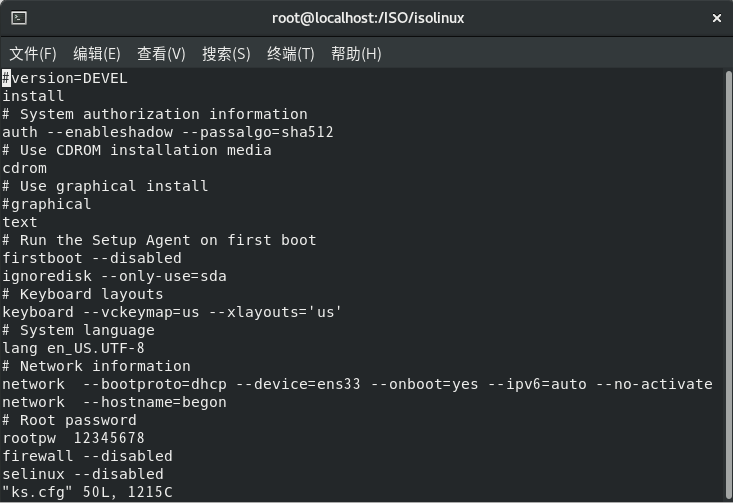 root@localhost:/ISO/isolinux
文件(F) 编辑(E) 查看(V) 搜索(S) 终端(T) 帮助(H)
#version=DEVEL
install
# System authorization information
auth --enableshadow --passalgo=sha512
# Use CDROM installation media
cdrom
# Use graphical install
#graphical
text
# Run the Setup Agent on first boot
firstboot --disabled
ignoredisk --only-use=sda
# Keyboard layouts
keyboard --vckeymap=us --xlayouts='us'
# System language
lang en_US.UTF-8
# Network information
network  --bootproto=dhcp --device=ens33 --onboot=yes --ipv6=auto --no-activate
network  --hostname=begon
# Root password
rootpw  12345678
firewall --disabled
selinux --disabled
"ks.cfg" 50L, 1215C